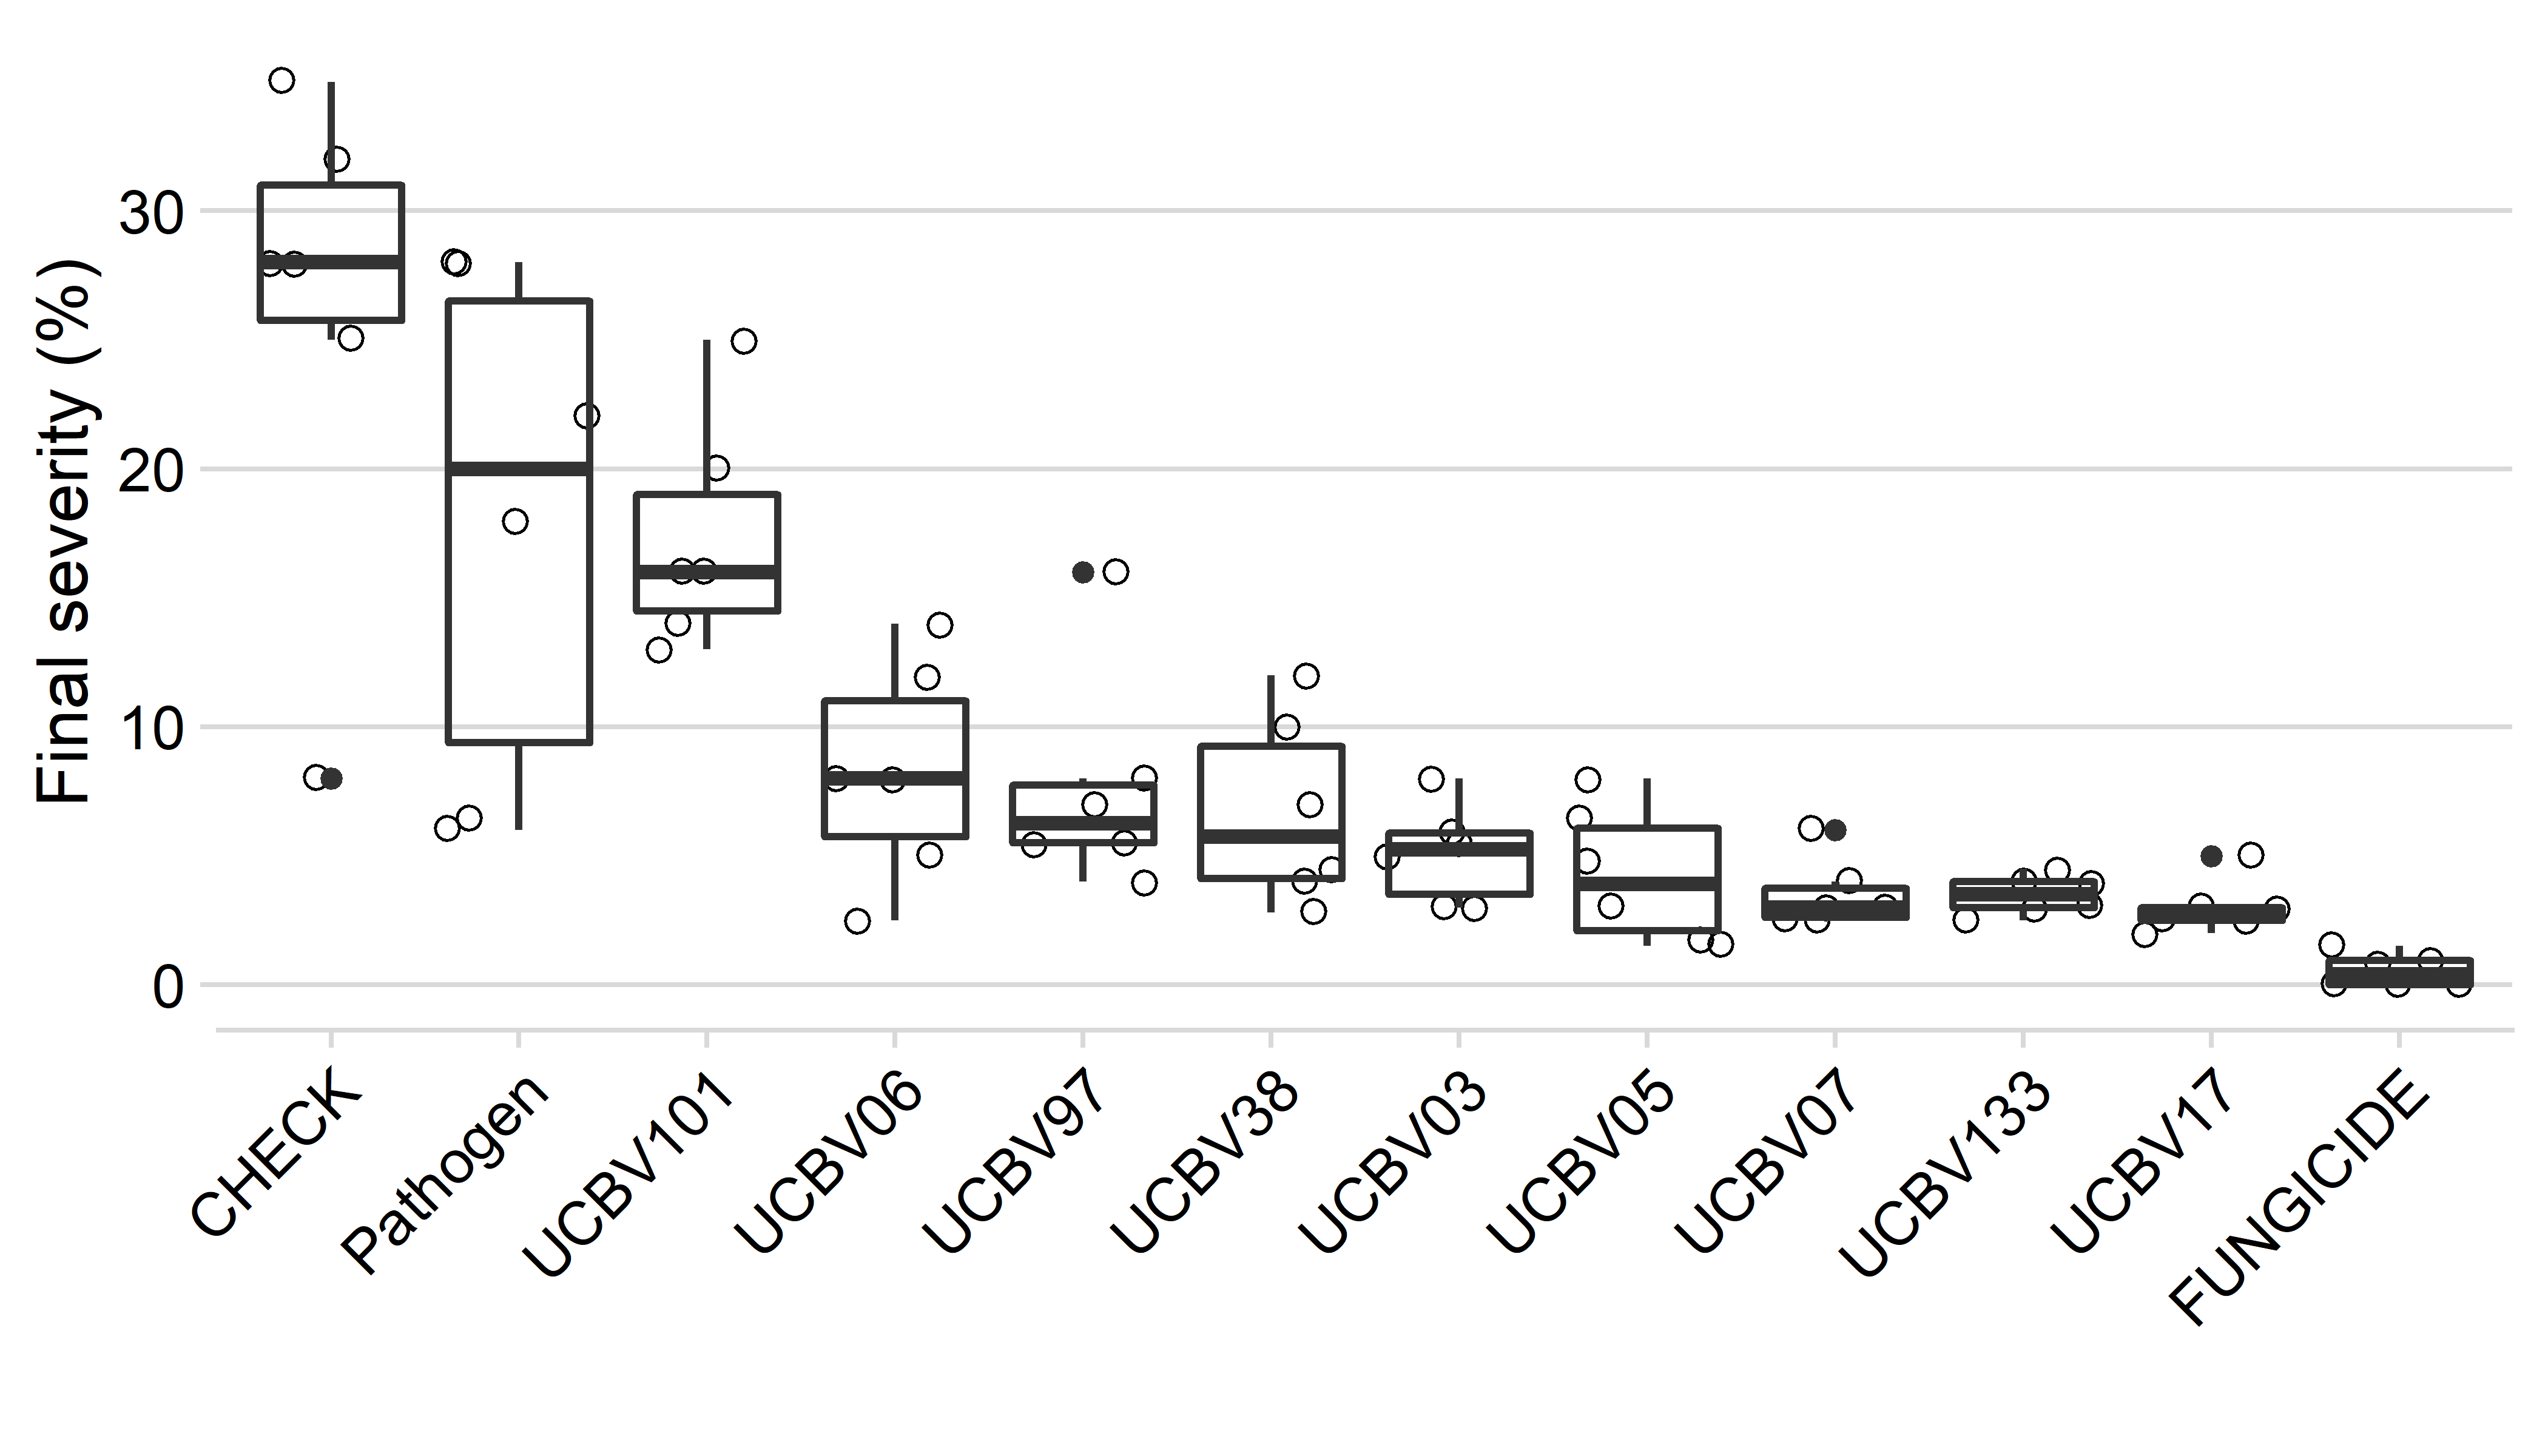 Final severity (%)
30
20
10
0
CHECK
Pathogen
UCBV101
UCBV06
UCBV97
UCBV38
UCBV03
UCBV05
UCBV07
UCBV133
UCBV17
FUNGICIDE